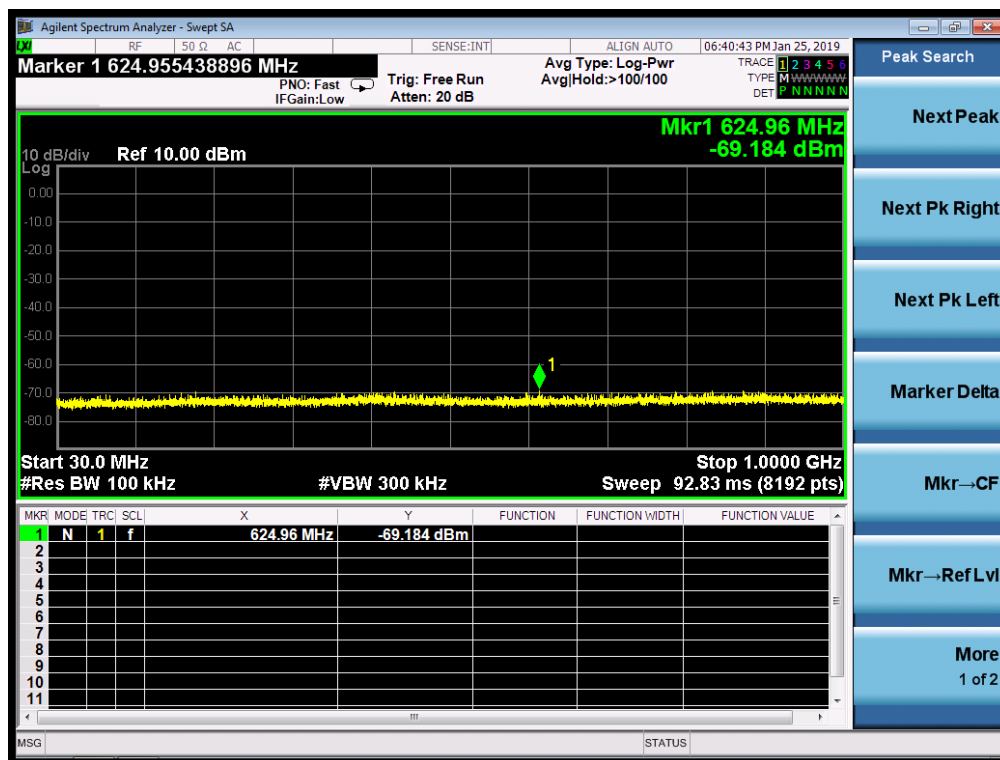 Agilent Spectrum Analyzer - Swept SA
LXI RF 50 Ω AC SENSE:INT ALIGN AUTO 06:40:43 PM Jan 25, 2019
Marker 1 624.955438896 MHz
PNO: Fast
IFGain:Low
Trig: Free Run
Atten: 20 dB
Avg Type: Log-Pwr
Avg|Hold:>100/100
TRACE 1 2 3 4 5 6
TYPE M WWWWW
DET P N N N N N
Mkr1 624.96 MHz
-69.184 dBm
10 dB/div Ref 10.00 dBm
Log
0.00
-10.0
-20.0
-30.0
-40.0
-50.0
-60.0
1
-70.0
-80.0
Start 30.0 MHz Stop 1.0000 GHz
#Res BW 100 kHz #VBW 300 kHz Sweep 92.83 ms (8192 pts)
MKR MODE TRC SCL X Y FUNCTION FUNCTION WIDTH FUNCTION VALUE
1 N 1 f 624.96 MHz -69.184 dBm
2
3
4
5
6
7
8
9
10
11
MSG STATUS
Peak Search
Next Peak
Next Pk Right
Next Pk Left
Marker Delta
Mkr→CF
Mkr→Ref Lvl
More
1 of 2